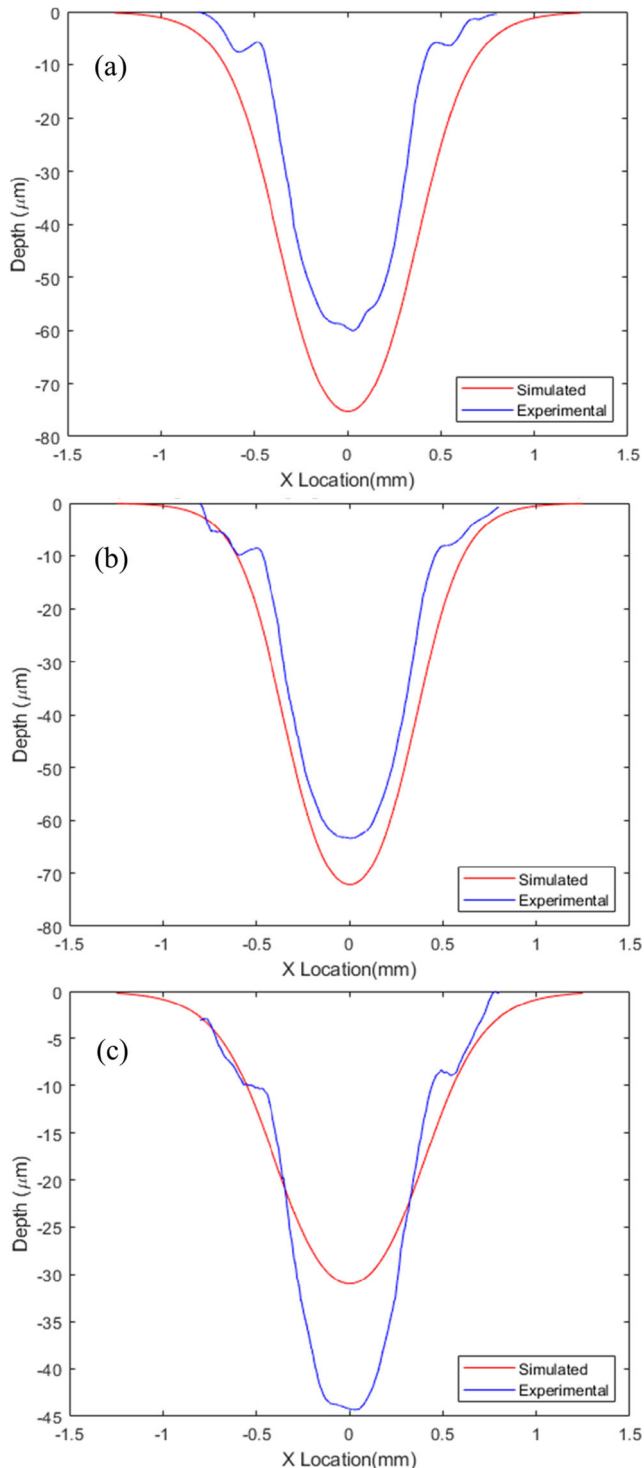 0
-10
(a)
-20
-30
-40
-50
-60
-70
-80
Depth (μm)
Simulated
Experimental
-1.5 -1 -0.5 0 0.5 1 1.5
X Location(mm)
0
-10
(b)
-20
-30
-40
-50
-60
-70
-80
Depth (μm)
Simulated
Experimental
-1.5 -1 -0.5 0 0.5 1 1.5
X Location(mm)
0
-5
(c)
-10
-15
-20
-25
-30
-35
-40
-45
Depth (μm)
Simulated
Experimental
-1.5 -1 -0.5 0 0.5 1 1.5
X Location(mm)